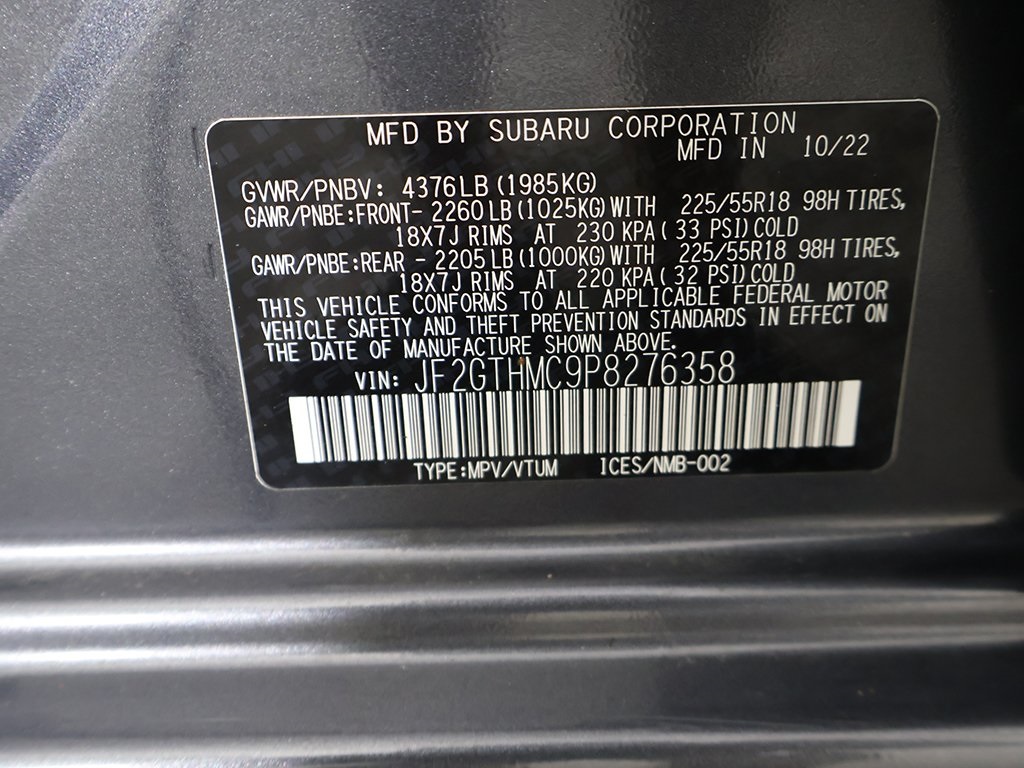 MFD BY SUBARU CORPORATION
MFD IN 10/22
GVWR/PNBV: 4376LB(1985KG)
GAWR/PNBE:FRONT- 2260LB(1025KG)WITH 225/55R18 98H TIRES,
18X7J RIMS AT 230 KPA( 33 PSI)COLD
GAWR/PNBE:REAR - 2205LB(1000KG)WITH 225/55R18 98H TIRES,
18X7J RIMS AT 220 KPA( 32 PSI)COLD
THIS VEHICLE CONFORMS TO ALL APPLICABLE FEDERAL MOTOR
VEHICLE SAFETY AND THEFT PREVENTION STANDARDS IN EFFECT ON
THE DATE OF MANUFACTURE SHOWN ABOVE.
VIN: JF2GTHMC9P8276358
TYPE:MPV/VTUM ICES/NMB-002